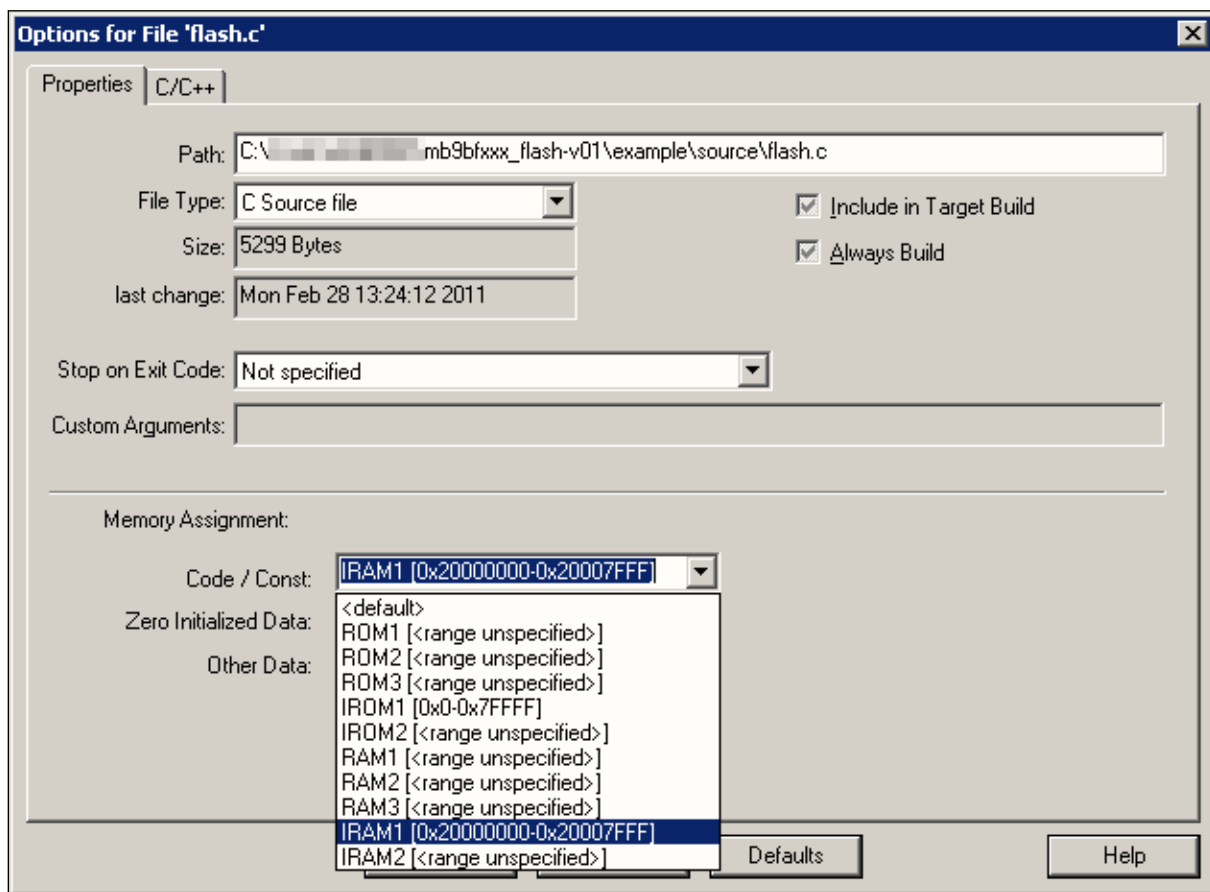 Options for File 'flash.c'
Properties
C/C++
Path: C:\ mb9bfxxx_flash-v01\example\source\flash.c
File Type: C Source file
Include in Target Build
Size: 5299 Bytes
Always Build
last change: Mon Feb 28 13:24:12 2011
Stop on Exit Code: Not specified
Custom Arguments:
Memory Assignment:
Code / Const: IRAM1 [0x20000000-0x20007FFF]
Zero Initialized Data:
Other Data:
<default>
ROM1 [<range unspecified>]
ROM2 [<range unspecified>]
ROM3 [<range unspecified>]
IROM1 [0x0-0x7FFFF]
IROM2 [<range unspecified>]
RAM1 [<range unspecified>]
RAM2 [<range unspecified>]
RAM3 [<range unspecified>]
IRAM1 [0x20000000-0x20007FFF]
IRAM2 [<range unspecified>]
Defaults
Help